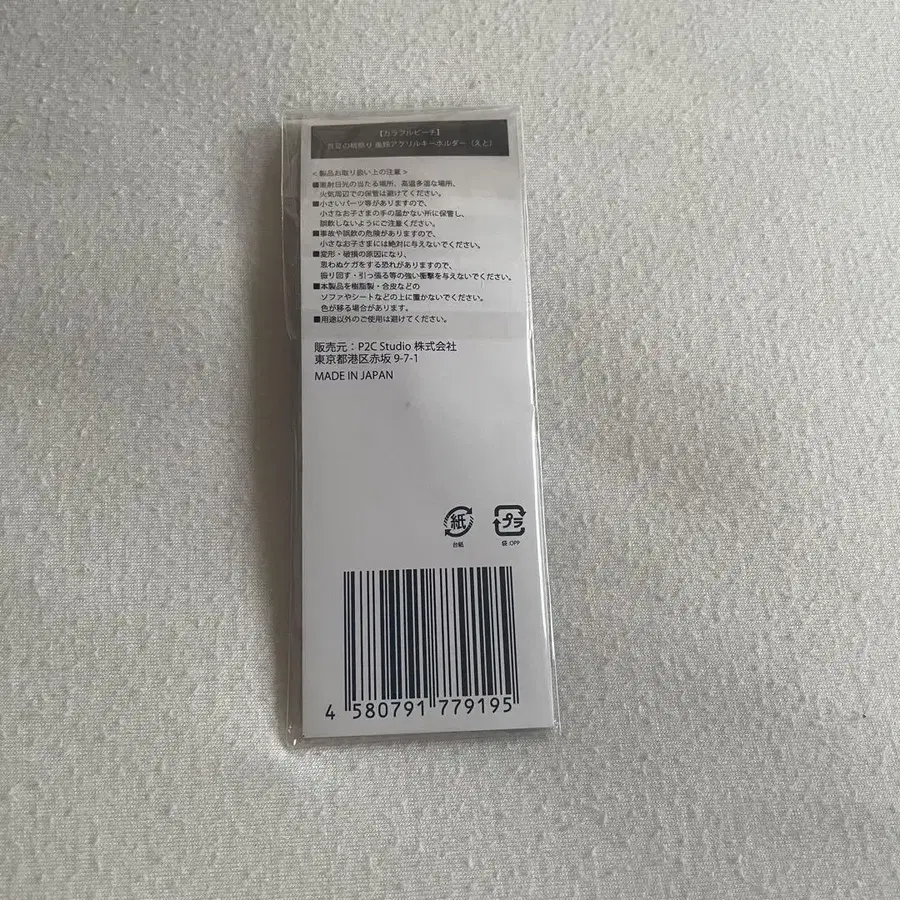 【カラフルピーチ】
真夏の桃祭り 風鈴アクリルキーホルダー（えと）
＜製品お取り扱い上の注意＞
■直射日光の当たる場所、高温多湿な場所、
火気周辺での保管は避けてください。
■小さいパーツ等がありますので、
小さなお子さまの手の届かない所に保管し、
誤飲しないようにご注意ください。
■事故や誤飲の危険がありますので、
小さなお子さまには絶対に与えないでください。
■変形・破損の原因になり、
思わぬケガをする恐れがありますので、
振り回す・引っ張る等の強い衝撃を与えないでください。
■本製品を樹脂製・合皮などの
ソファやシートなどの上に置かないでください。
色が移る場合があります。
■用途以外のご使用は避けてください。
販売元：P2C Studio 株式会社
東京都港区赤坂 9-7-1
MADE IN JAPAN
紙 プラ
台紙 袋:OPP
4 580791 779195